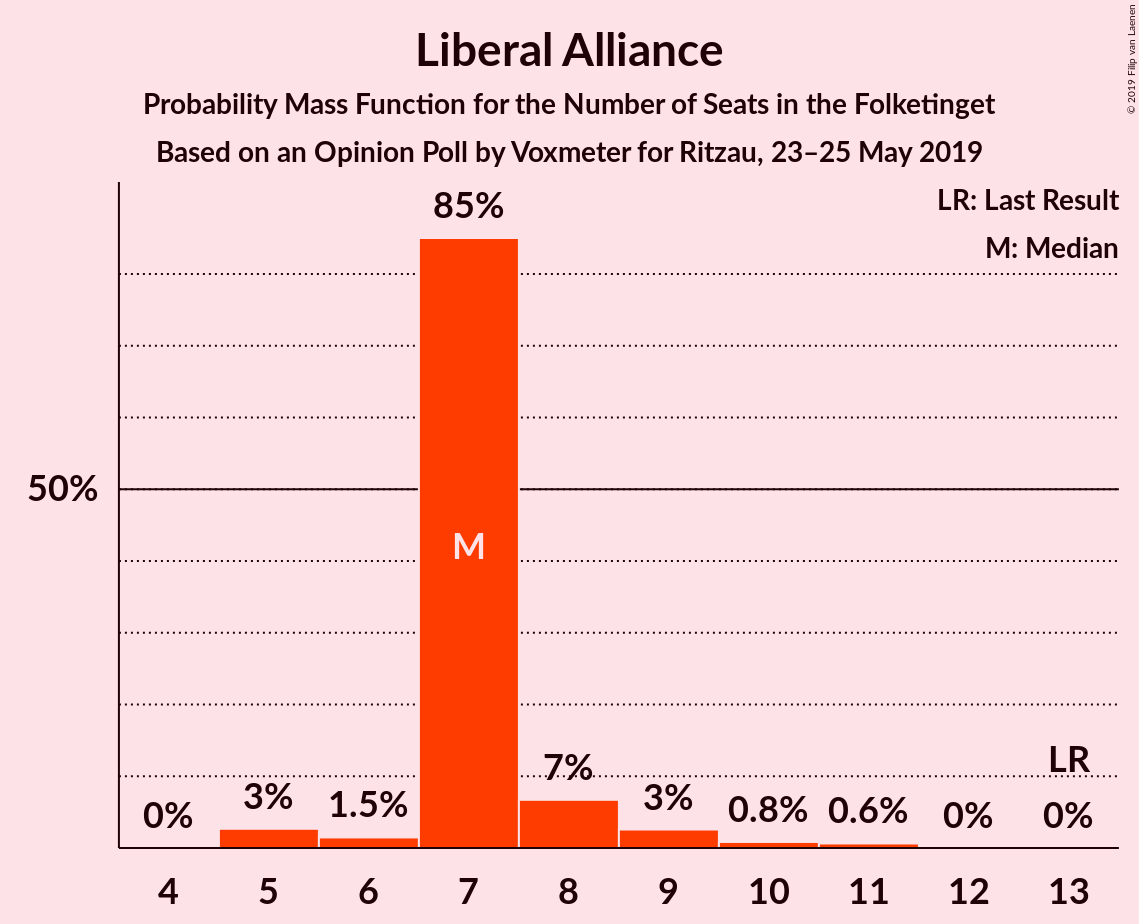 Liberal Alliance
Probability Mass Function for the Number of Seats in the Folketinget
Based on an Opinion Poll by Voxmeter for Ritzau, 23–25 May 2019
© 2019 Filip van Laenen
LR: Last Result
M: Median
85%
50%
M
LR
0%
3%
1.5%
7%
3%
0.8%
0.6%
0%
0%
4 5 6 7 8 9 10 11 12 13